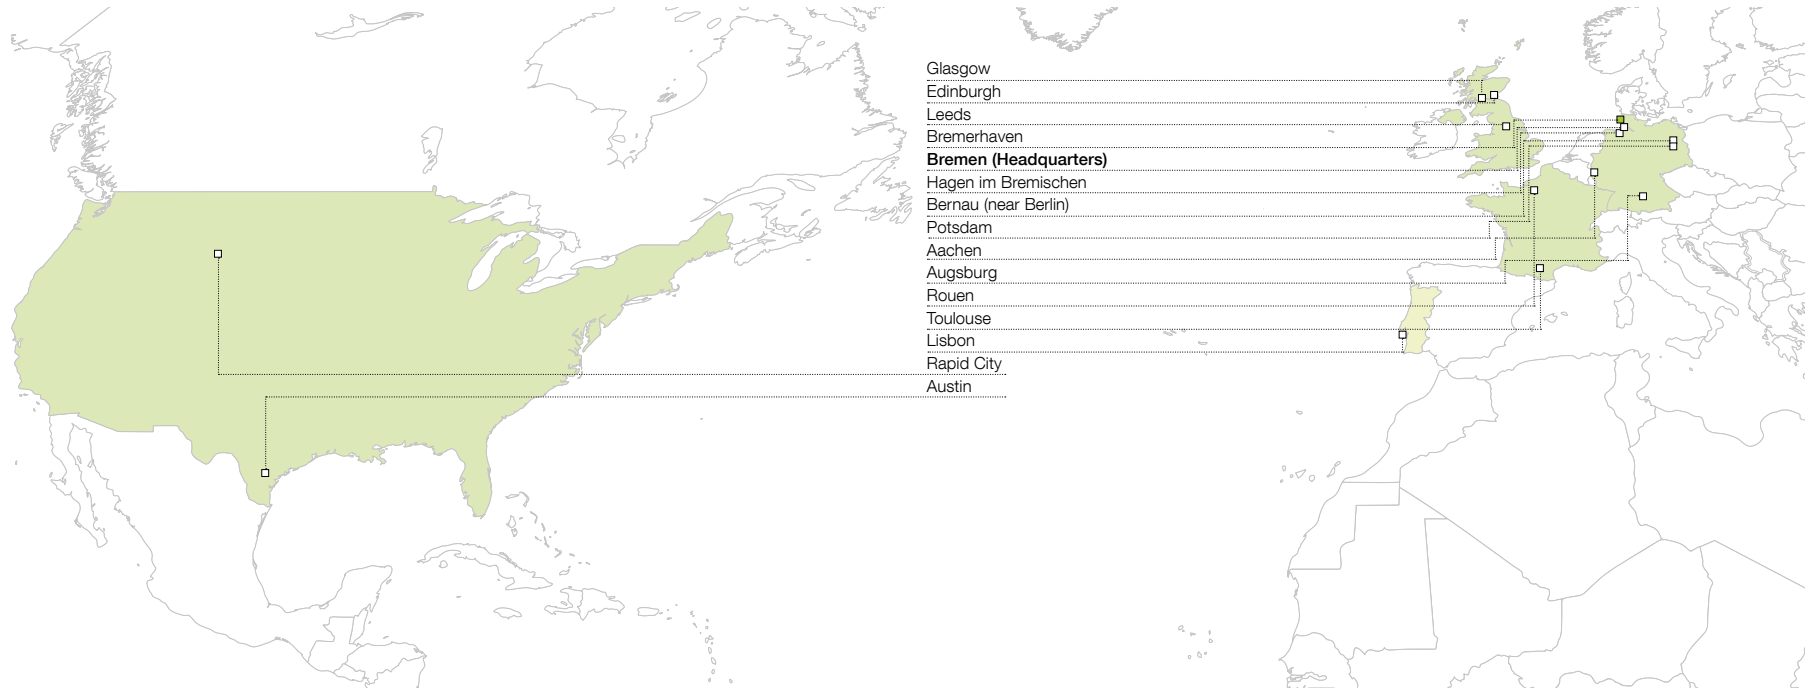 Glasgow
Edinburgh
Leeds
Bremerhaven
Bremen (Headquarters)
Hagen im Bremischen
Bernau (near Berlin)
Potsdam
Aachen
Augsburg
Rouen
Toulouse
Lisbon
Rapid City
Austin